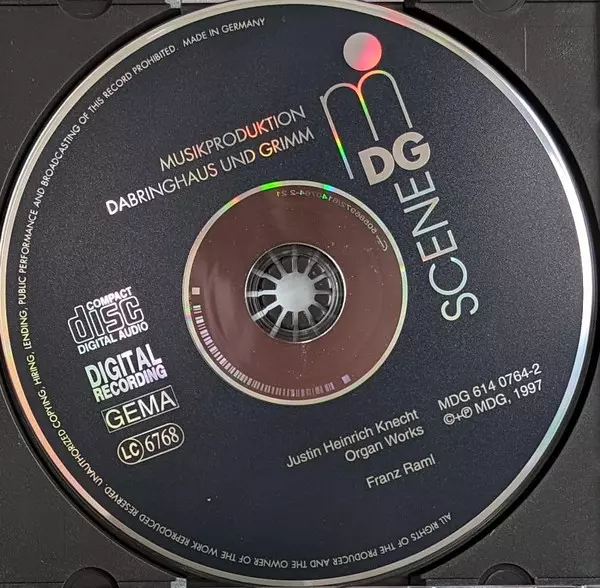 MDG
SCENE
MUSIKPRODUKTION
DABRINGHAUS UND GRIMM
COMPACT
disc
DIGITAL AUDIO
DIGITAL
RECORDING
GEMA
LC 6768
MDG 614 0764-2
©+℗ MDG, 1997
Justin Heinrich Knecht
Organ Works
Franz Raml
ALL RIGHTS OF THE PRODUCER AND THE OWNER OF THE WORK REPRODUCED RESERVED. UNAUTHORIZED COPYING, HIRING, LENDING, PUBLIC PERFORMANCE AND BROADCASTING OF THIS RECORD PROHIBITED. MADE IN GERMANY